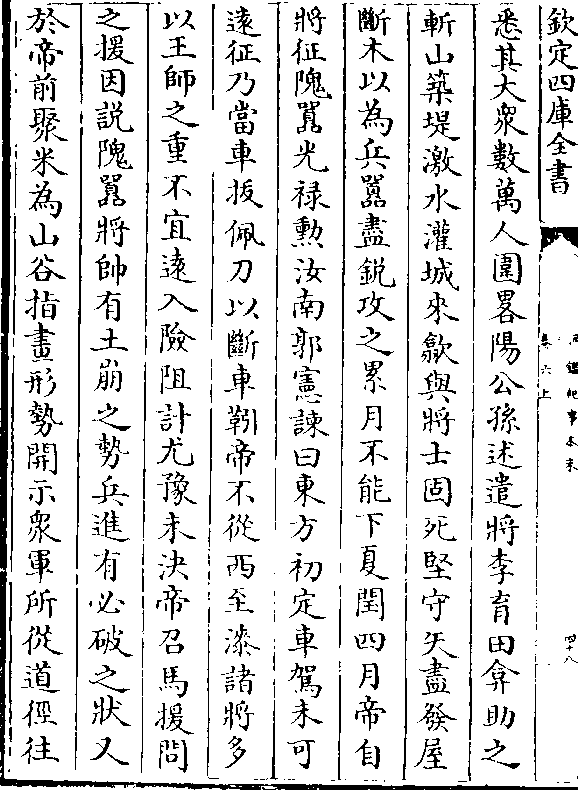 欽定四庫全書
悉其大衆數萬人圍畧陽公孫述遣將李育田弇助之
斬山築堤激水灌城來歙與將士固死堅守矢盡發屋
斷木以為兵囂盡鋭攻之累月不能下夏閏四月帝自
將征隗囂光禄勲汝南郭憲諫曰東方初定車駕未可
遠征乃當車拔佩刀以斷車靷帝不從西至漆諸將多
以王師之重不宜遠入險阻計尤豫未決帝召馬援問
之援因説隗囂將帥有土崩之勢兵進有必破之狀又
於帝前聚米為山谷指畫形勢開示衆軍所從道徑往
鑑紀事本末
卷六上
四十八